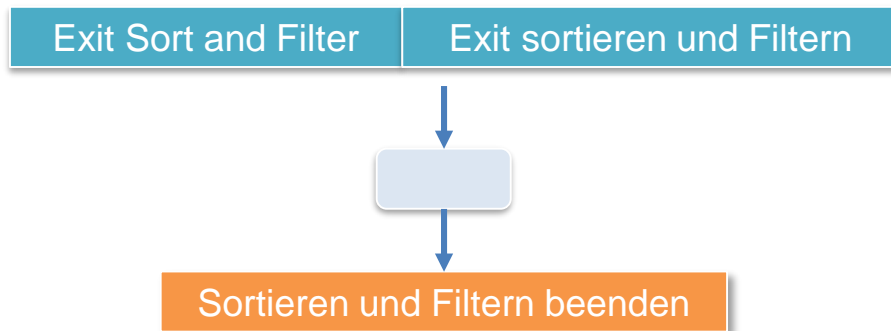 Exit Sort and Filter
Exit sortieren und Filtern
Sortieren und Filtern beenden